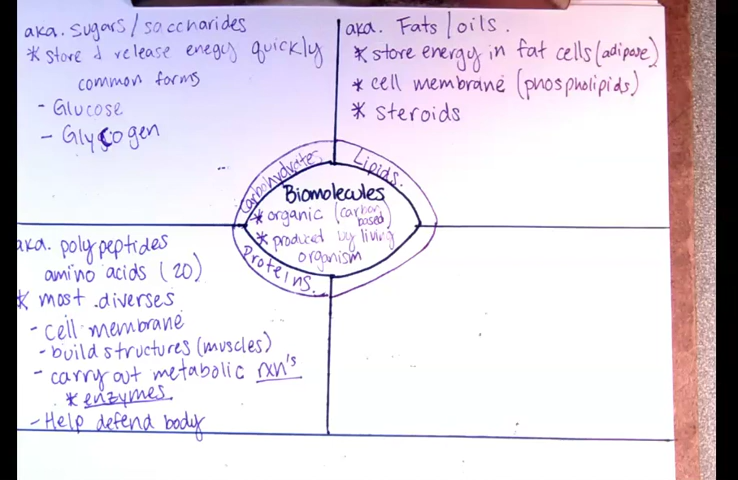 aka. sugars/saccharides
* store & release enegy quickly
common forms
- Glucose
- Glycogen
aka. Fats/oils.
* store energy in fat cells (adipose)
* cell membrane (phospholipids)
* steroids
Carbohydrates
Lipids.
Biomolecules
* organic (carbon based)
* produced by living
organism
proteins.
aka. polypeptides
amino acids (20)
* most diverses
- cell membrane
- build structures (muscles)
- carry out metabolic rxn's
* enzymes
- Help defend body